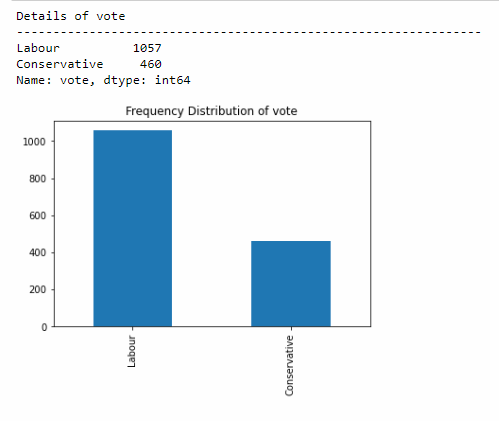 Details of vote
----------------------------------------------------------------
Labour          1057
Conservative     460
Name: vote, dtype: int64
Frequency Distribution of vote
1000
800
600
400
200
0
Labour
Conservative